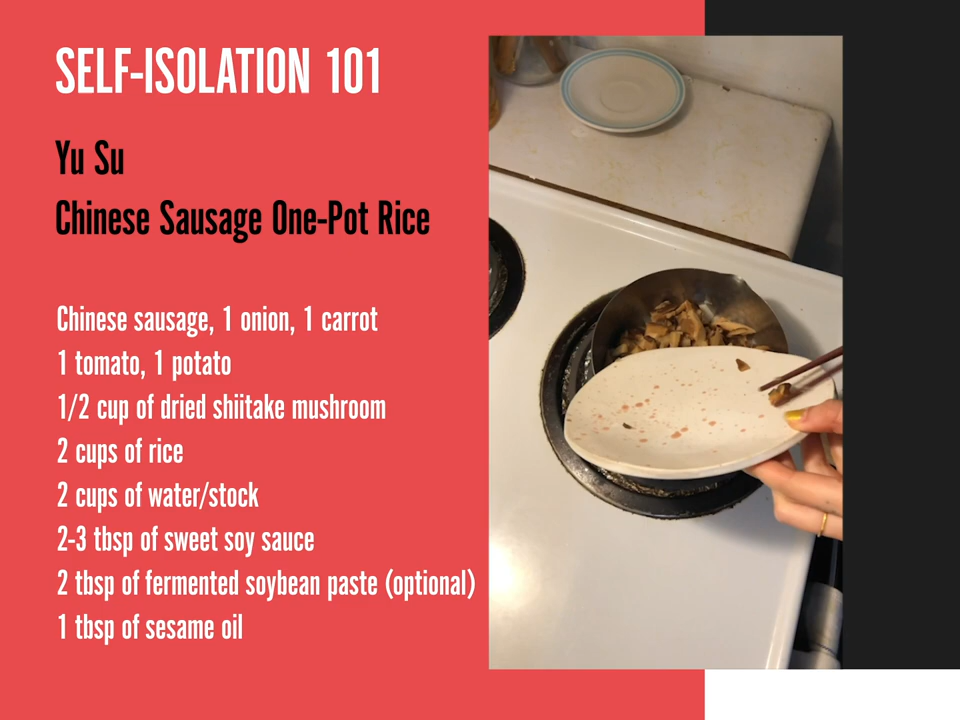 SELF-ISOLATION 101
Yu Su
Chinese Sausage One-Pot Rice
Chinese sausage, 1 onion, 1 carrot
1 tomato, 1 potato
1/2 cup of dried shiitake mushroom
2 cups of rice
2 cups of water/stock
2-3 tbsp of sweet soy sauce
2 tbsp of fermented soybean paste (optional)
1 tbsp of sesame oil